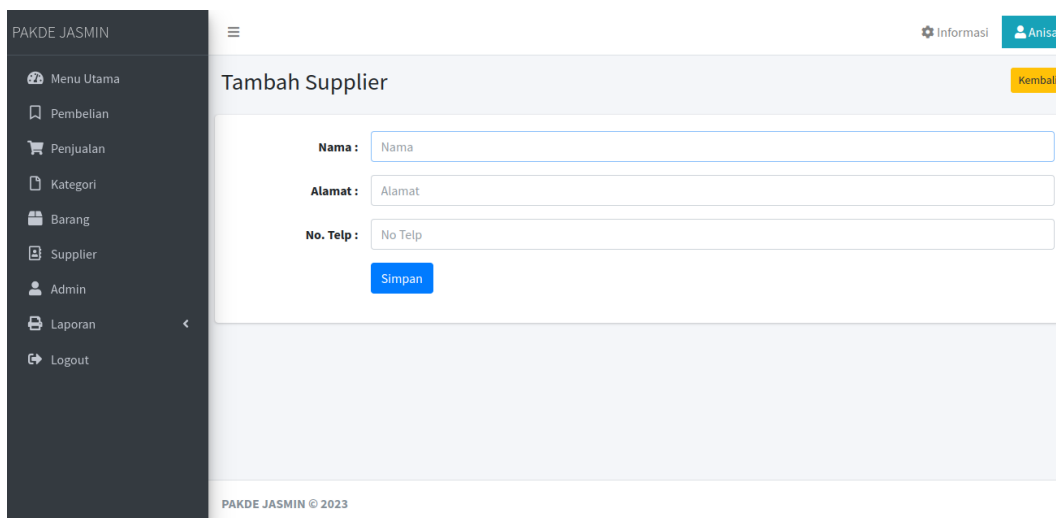 PAKDE JASMIN
Informasi
Anisa
Menu Utama
Pembelian
Penjualan
Kategori
Barang
Supplier
Admin
Laporan
Logout
Tambah Supplier
Kembali
Nama :
Nama
Alamat :
Alamat
No. Telp :
No Telp
Simpan
PAKDE JASMIN © 2023